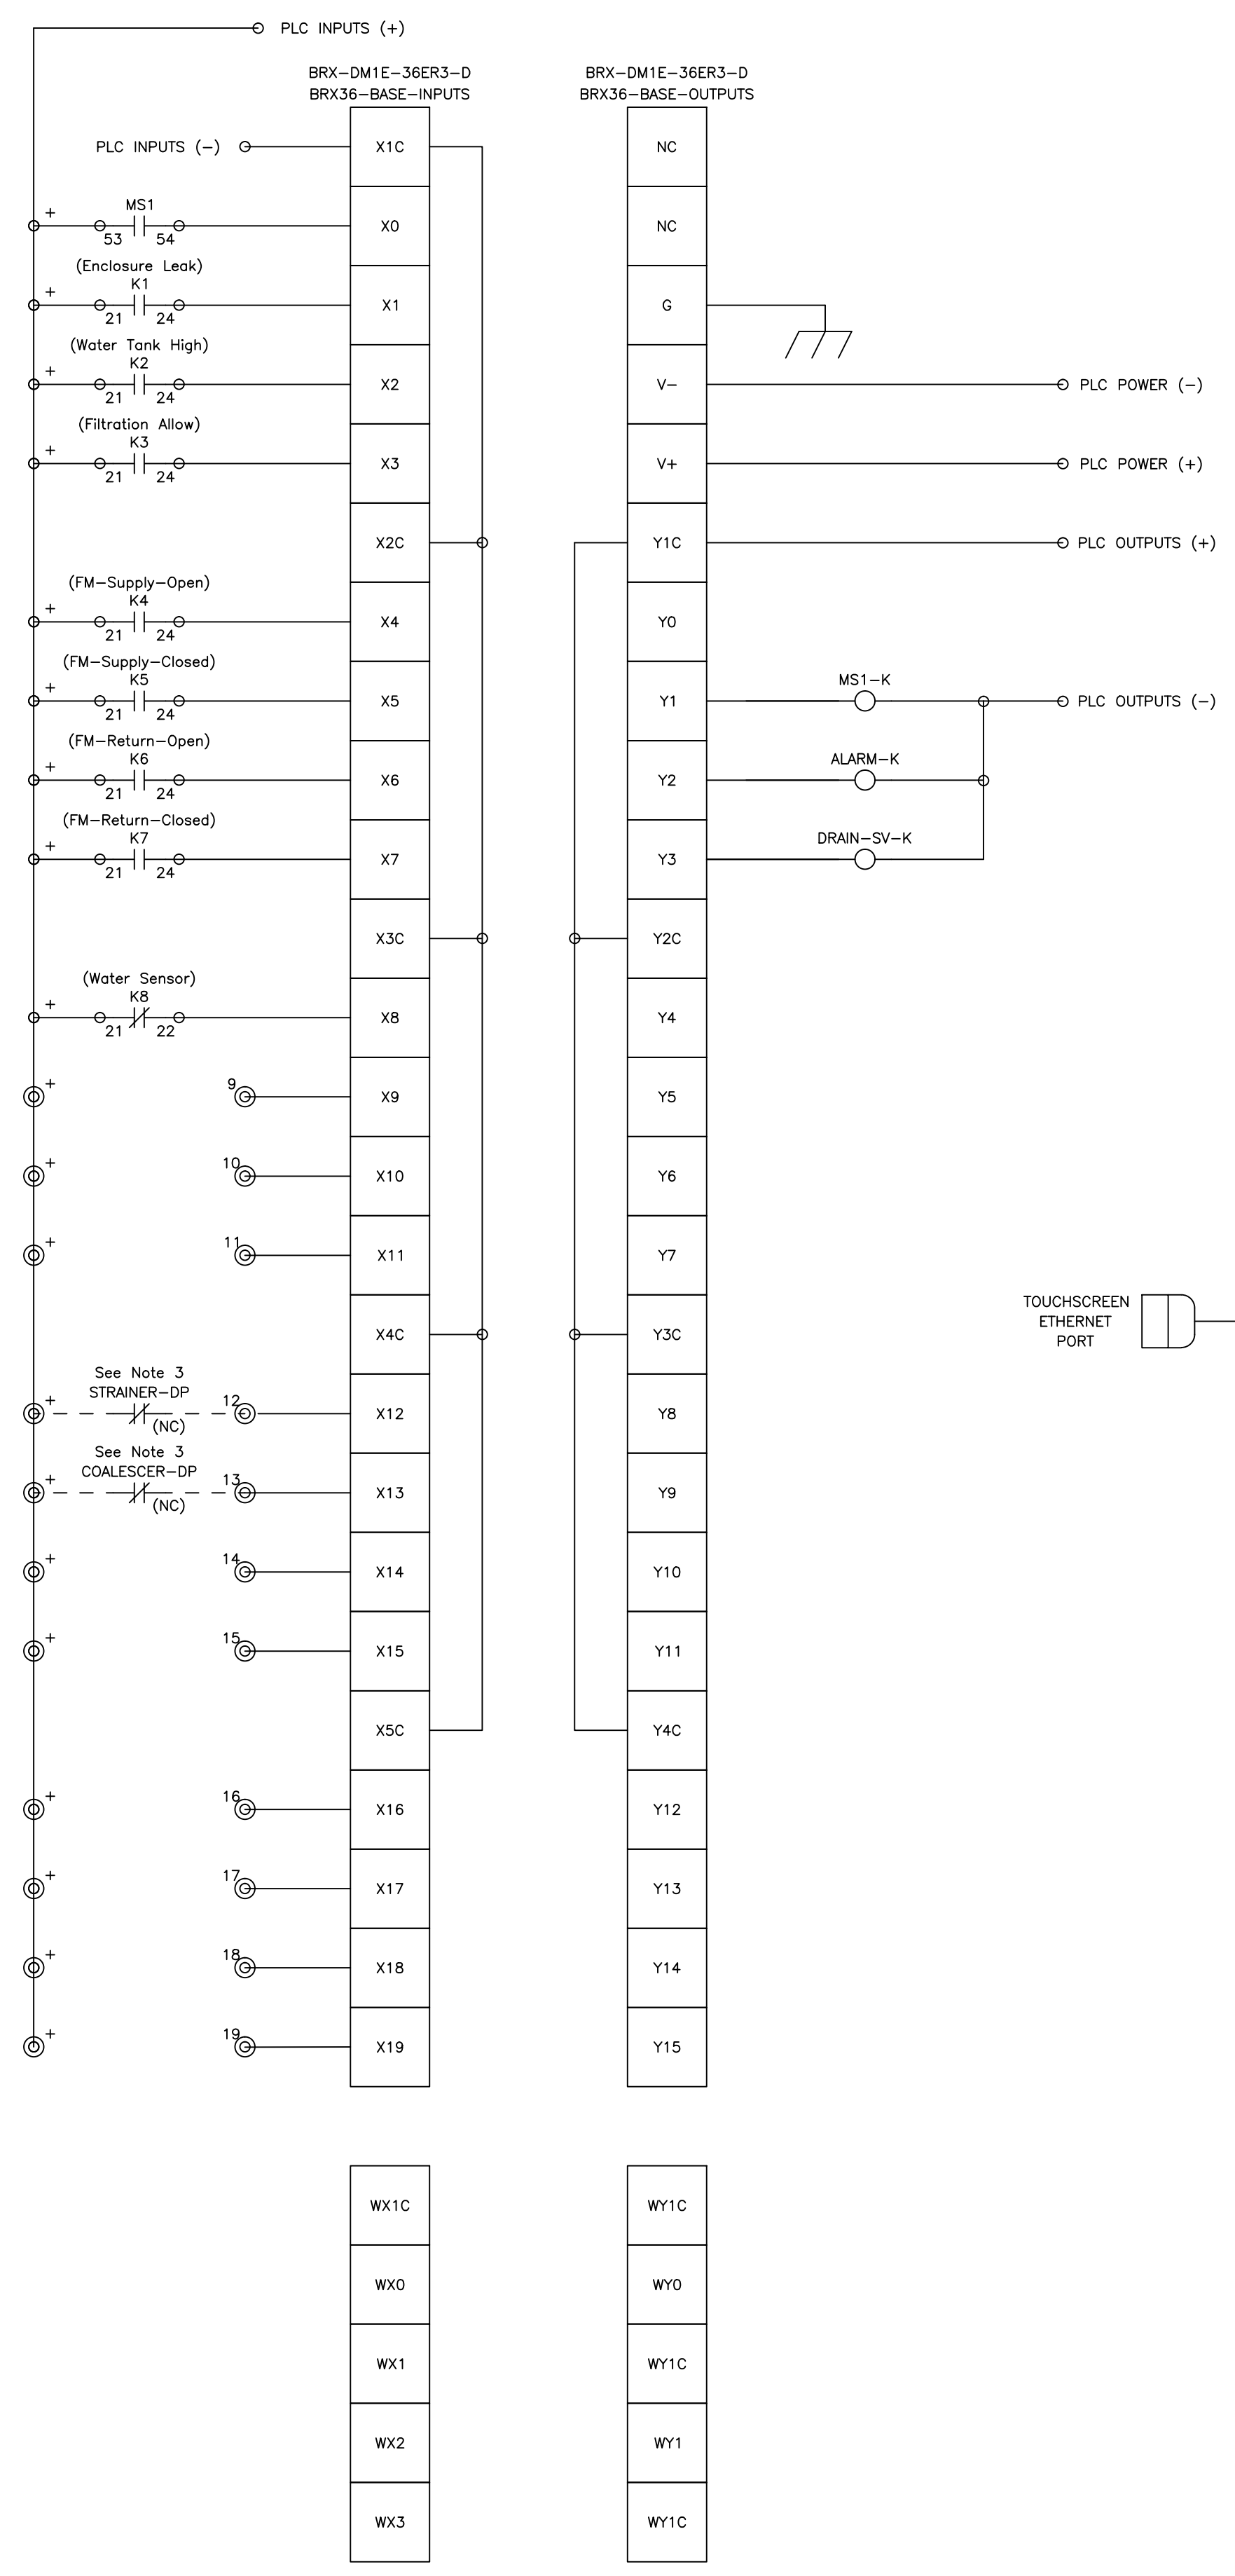 PLC INPUTS (+)
BRX-DM1E-36ER3-D
BRX36-BASE-INPUTS
BRX-DM1E-36ER3-D
BRX36-BASE-OUTPUTS
PLC INPUTS (-)
X1C
NC
+
MS1
53 54
X0
NC
(Enclosure Leak)
+
K1
21 24
X1
G
(Water Tank High)
+
K2
21 24
X2
V-
PLC POWER (-)
(Filtration Allow)
+
K3
21 24
X3
V+
PLC POWER (+)
X2C
Y1C
PLC OUTPUTS (+)
(FM-Supply-Open)
+
K4
21 24
X4
Y0
(FM-Supply-Closed)
+
K5
21 24
X5
Y1
MS1-K
PLC OUTPUTS (-)
(FM-Return-Open)
+
K6
21 24
X6
Y2
ALARM-K
(FM-Return-Closed)
+
K7
21 24
X7
Y3
DRAIN-SV-K
X3C
Y2C
(Water Sensor)
+
K8
21 22
X8
Y4
+
9
X9
Y5
+
10
X10
Y6
+
11
X11
Y7
X4C
Y3C
TOUCHSCREEN
ETHERNET
PORT
See Note 3
STRAINER-DP
+
12
(NC)
X12
Y8
See Note 3
COALESCER-DP
+
13
(NC)
X13
Y9
+
14
X14
Y10
+
15
X15
Y11
X5C
Y4C
+
16
X16
Y12
+
17
X17
Y13
+
18
X18
Y14
+
19
X19
Y15
WX1C
WY1C
WX0
WY0
WX1
WY1C
WX2
WY1
WX3
WY1C